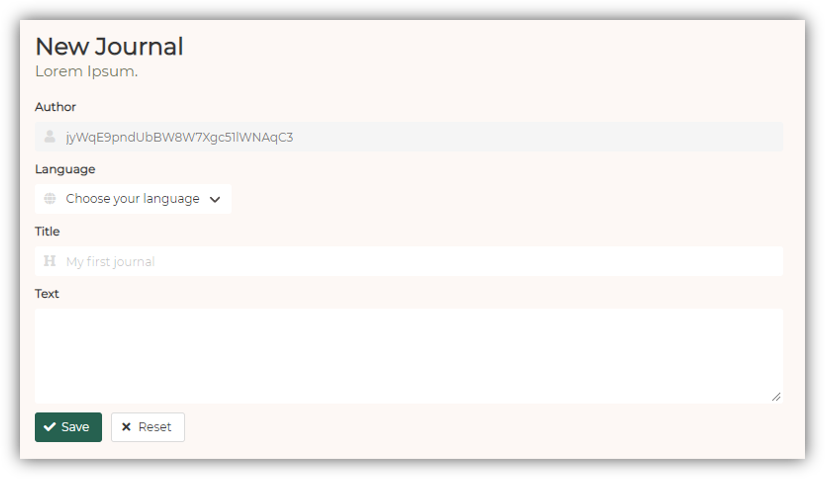 New Journal
Lorem Ipsum.
Author
jyWqE9pndUbBW8W7Xgc51lWNAqC3
Language
Choose your language
Title
H My first journal
Text
Save Reset